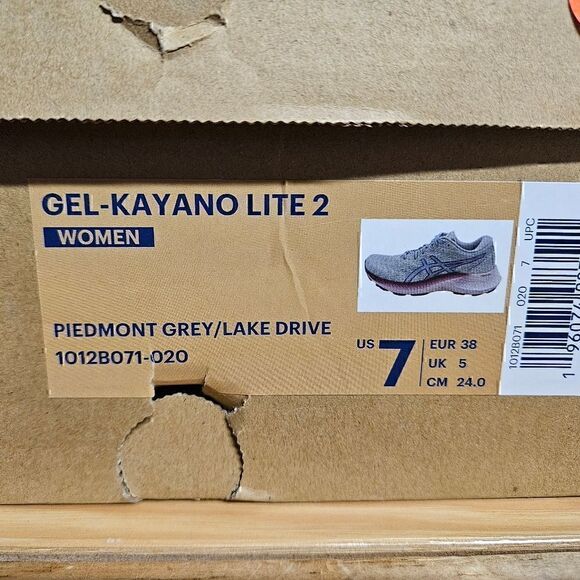 GEL-KAYANO LITE 2
WOMEN
PIEDMONT GREY/LAKE DRIVE
1012B071-020
US 7
EUR 38
UK 5
CM 24.0
1012B071 020 7 UPC